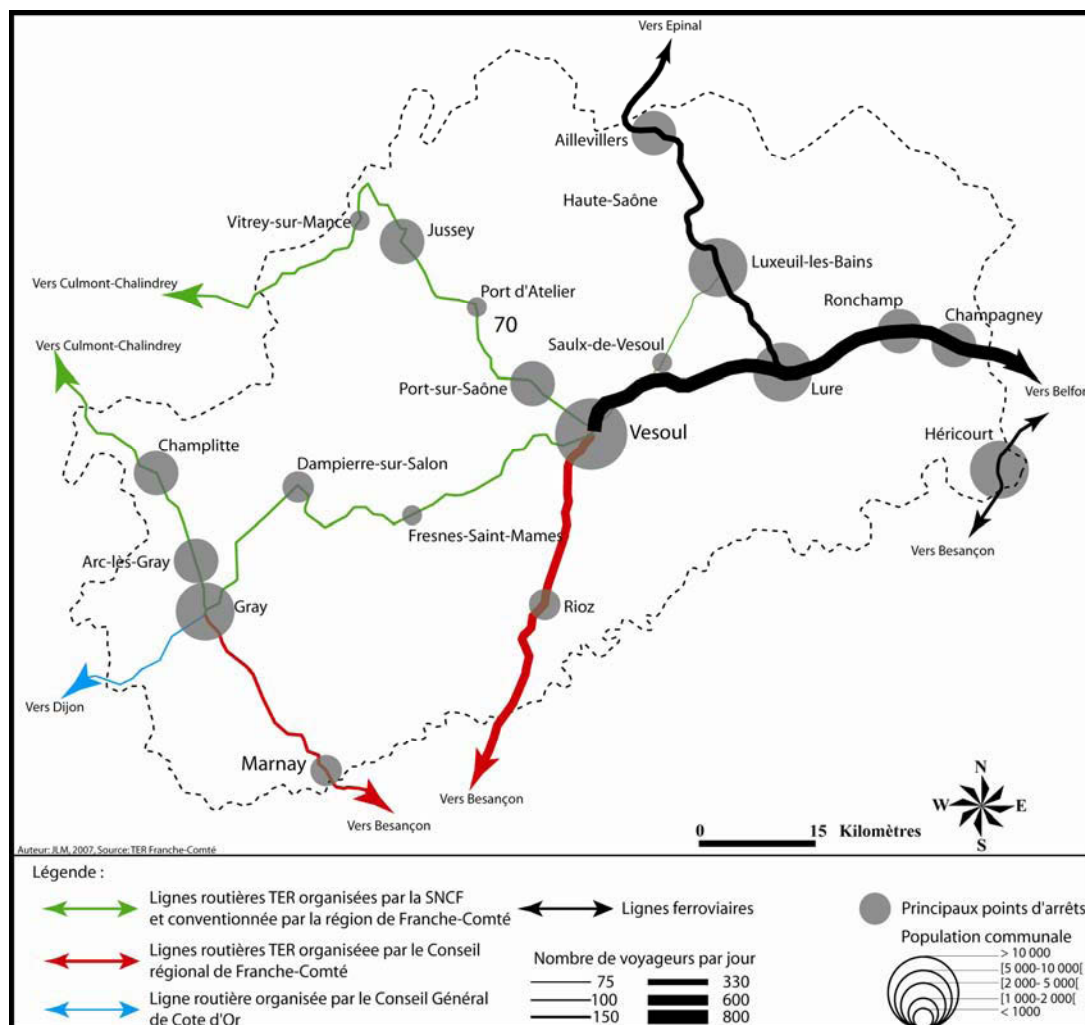 Vers Epinal
Aillevillers
Haute-Saône
Vitrey-sur-Mance
Jussey
Luxeuil-les-Bains
Vers Culmont-Chalindrey
Port d'Atelier
70
Ronchamp
Champagney
Vers Culmont-Chalindrey
Saulx-de-Vesoul
Port-sur-Saône
Lure
Vers Belfor
Vesoul
Héricourt
Champlitte
Dampierre-sur-Salon
Fresnes-Saint-Mames
Vers Besançon
Arc-lès-Gray
Gray
Rioz
Vers Dijon
Marnay
Vers Besançon
Vers Besançon
N
W E
S
0 15 Kilomètres
Auteur: JLM, 2007, Source: TER Franche-Comté
Légende :
Lignes routières TER organisées par la SNCF
et conventionnée par la région de Franche-Comté
Lignes routières TER organiséee par le Conseil
régional de Franche-Comté
Ligne routière organisée par le Conseil Général
de Cote d'Or
Lignes ferroviaires
Nombre de voyageurs par jour
75 330
100 600
150 800
Principaux points d'arrêts
Population communale
> 10 000
[5 000-10 000[
[2 000- 5 000[
[1 000-2 000[
< 1000